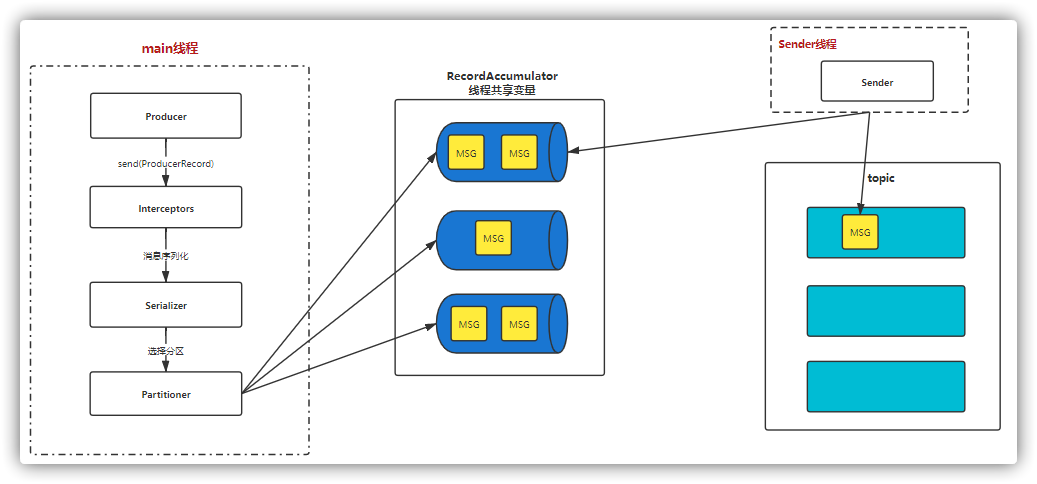 main线程
Producer
send(ProducerRecord)
Interceptors
消息序列化
Serializer
选择分区
Partitioner
RecordAccumulator
线程共享变量
MSG
MSG
MSG
MSG
MSG
Sender线程
Sender
topic
MSG